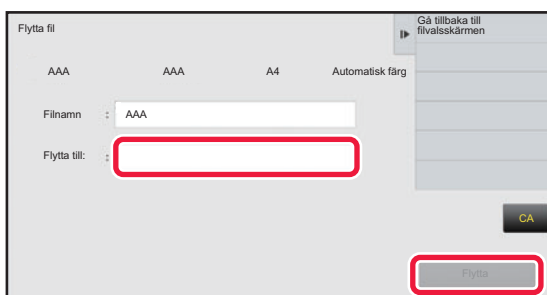 Flytta fil
Gå tillbaka till
filvalsskärmen
AAA AAA A4 Automatisk färg
Filnamn : AAA
Flytta till: :
CA
Flytta